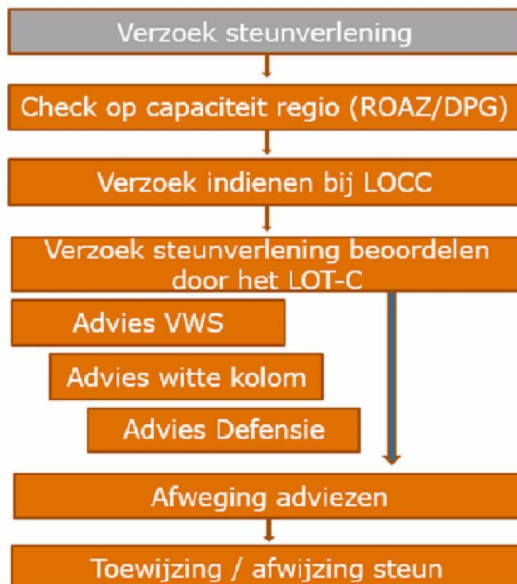 Verzoek steunverlening
Check op capaciteit regio (ROAZ/DPG)
Verzoek indienen bij LOCC
Verzoek steunverlening beoordelen
door het LOT-C
Advies VWS
Advies witte kolom
Advies Defensie
Afweging adviezen
Toewijzing / afwijzing steun